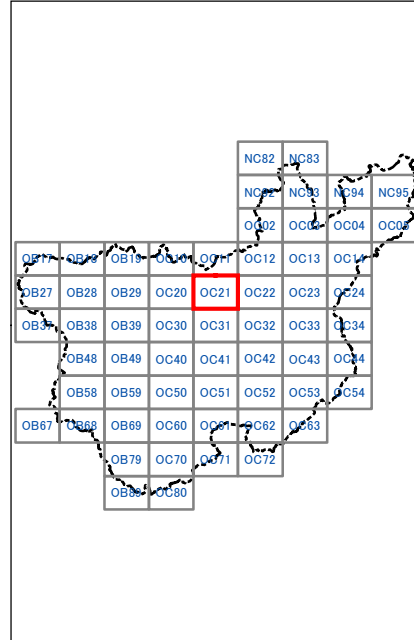 NC82 NC83
NC92 NC93 NC94 NC95
OC02 OC03 OC04 OC05
OB17 OB18 OB19 OC10 OC11 OC12 OC13 OC14
OB27 OB28 OB29 OC20 OC21 OC22 OC23 OC24
OB37 OB38 OB39 OC30 OC31 OC32 OC33 OC34
OB48 OB49 OC40 OC41 OC42 OC43 OC44
OB58 OB59 OC50 OC51 OC52 OC53 OC54
OB67 OB68 OB69 OC60 OC61 OC62 OC63
OB79 OC70 OC71 OC72
OB89 OC80